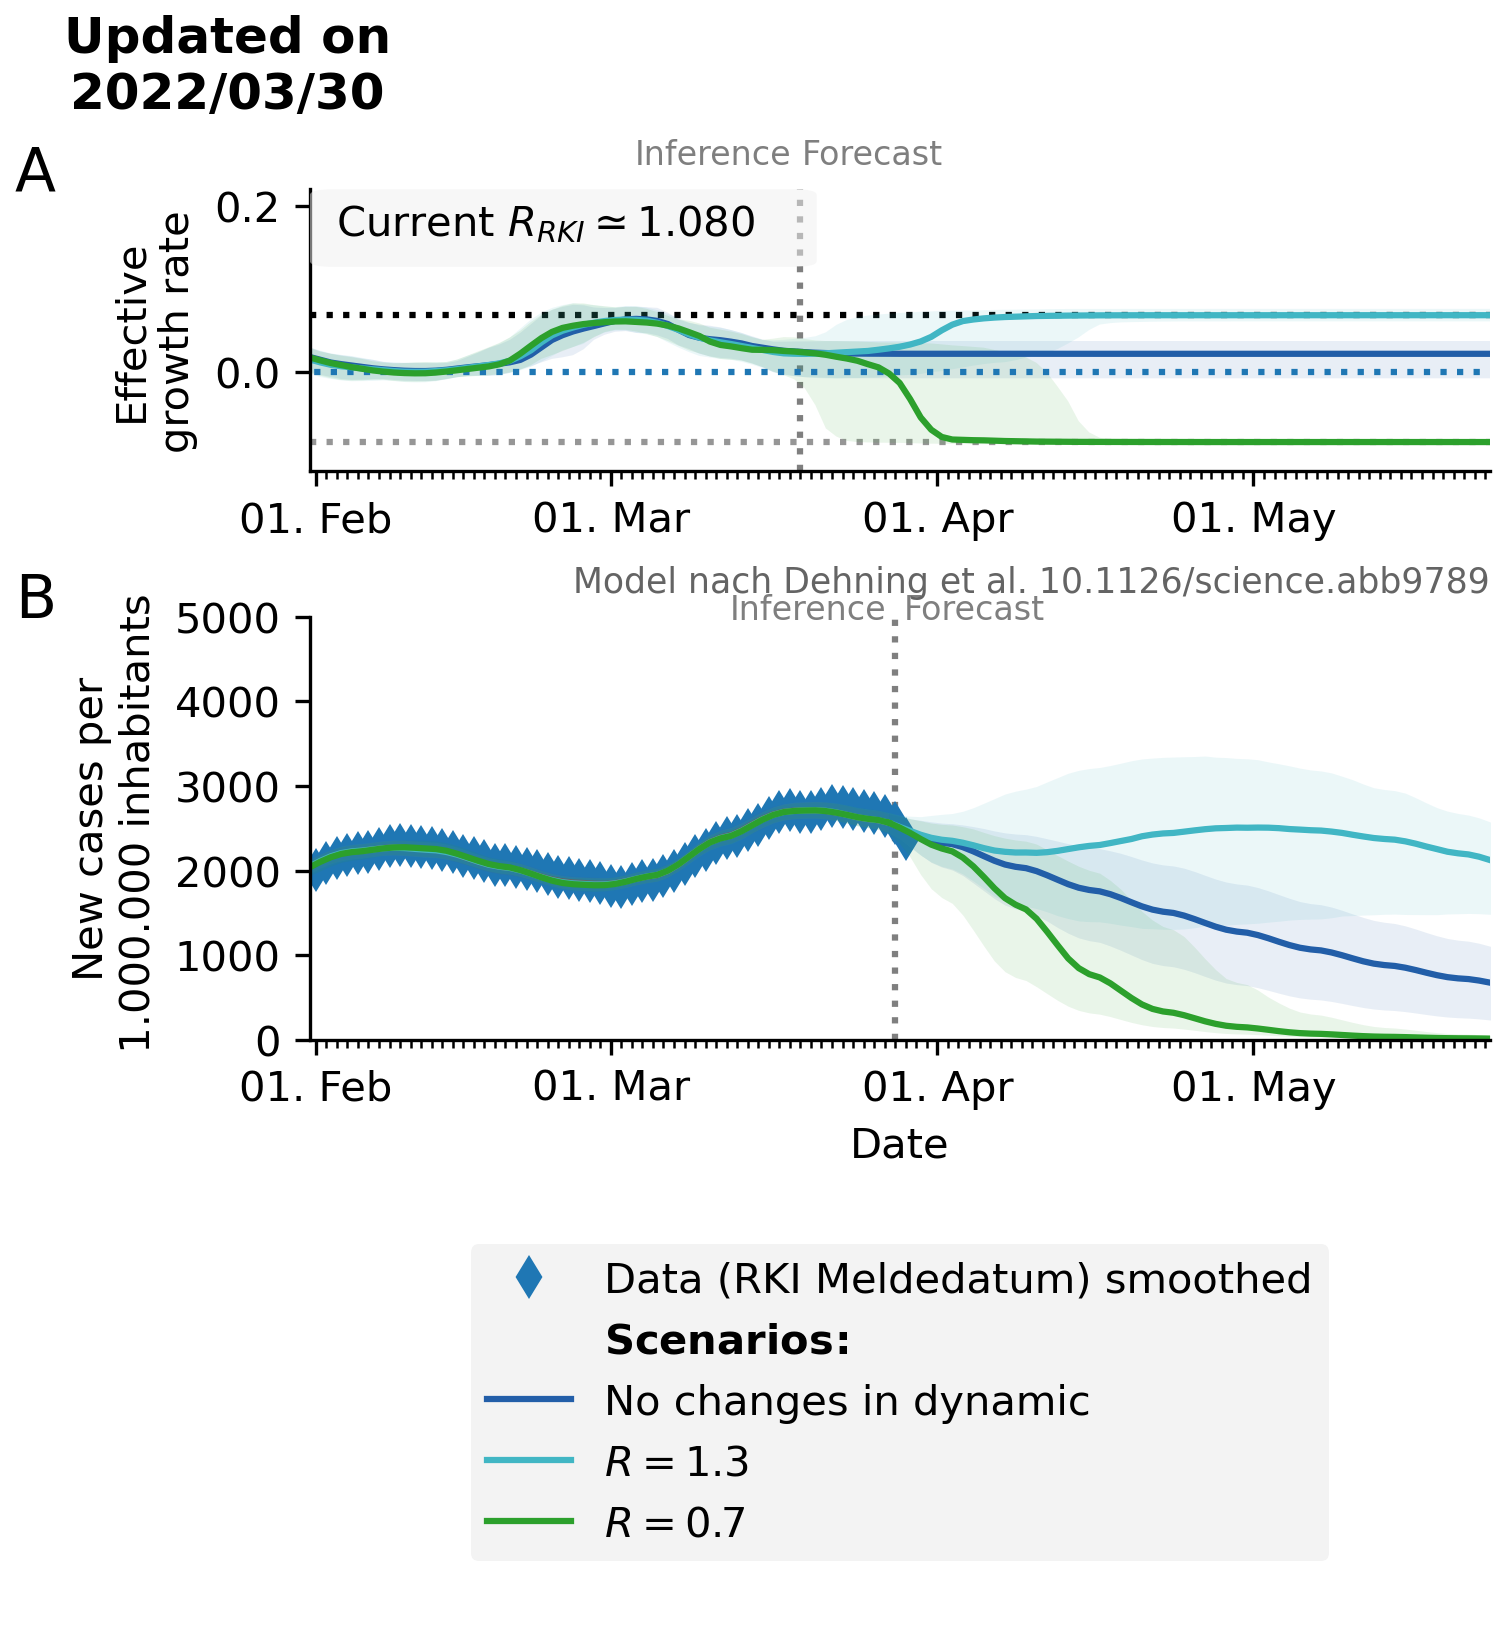 Updated on
2022/03/30
A
Inference Forecast
Current R_RKI ≃ 1.080
Effective
growth rate
0.2
0.0
01. Feb 01. Mar 01. Apr 01. May
B
Model nach Dehning et al. 10.1126/science.abb9789
Inference Forecast
New cases per
1.000.000 inhabitants
5000
4000
3000
2000
1000
0
01. Feb 01. Mar 01. Apr 01. May
Date
Data (RKI Meldedatum) smoothed
Scenarios:
No changes in dynamic
R = 1.3
R = 0.7